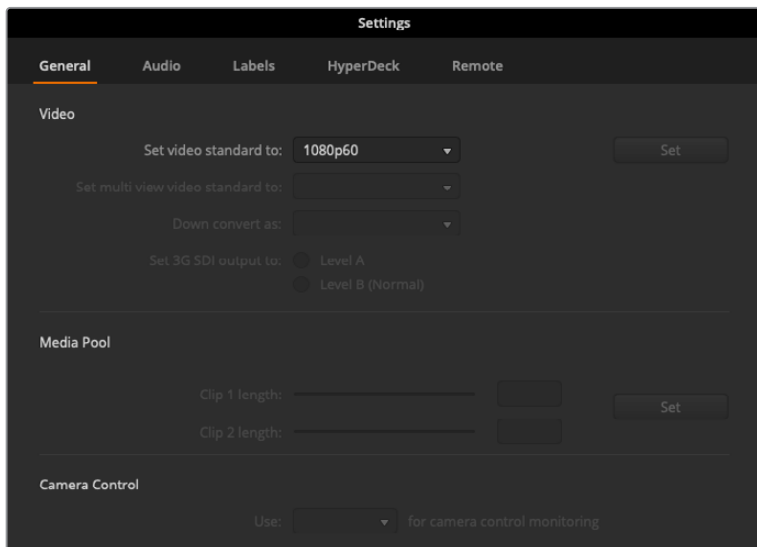 Settings
General Audio Labels HyperDeck Remote
Video
Set video standard to: 1080p60 Set
Set multi view video standard to:
Down convert as:
Set 3G SDI output to: Level A
Level B (Normal)
Media Pool
Clip 1 length:
Set
Clip 2 length:
Camera Control
Use: for camera control monitoring